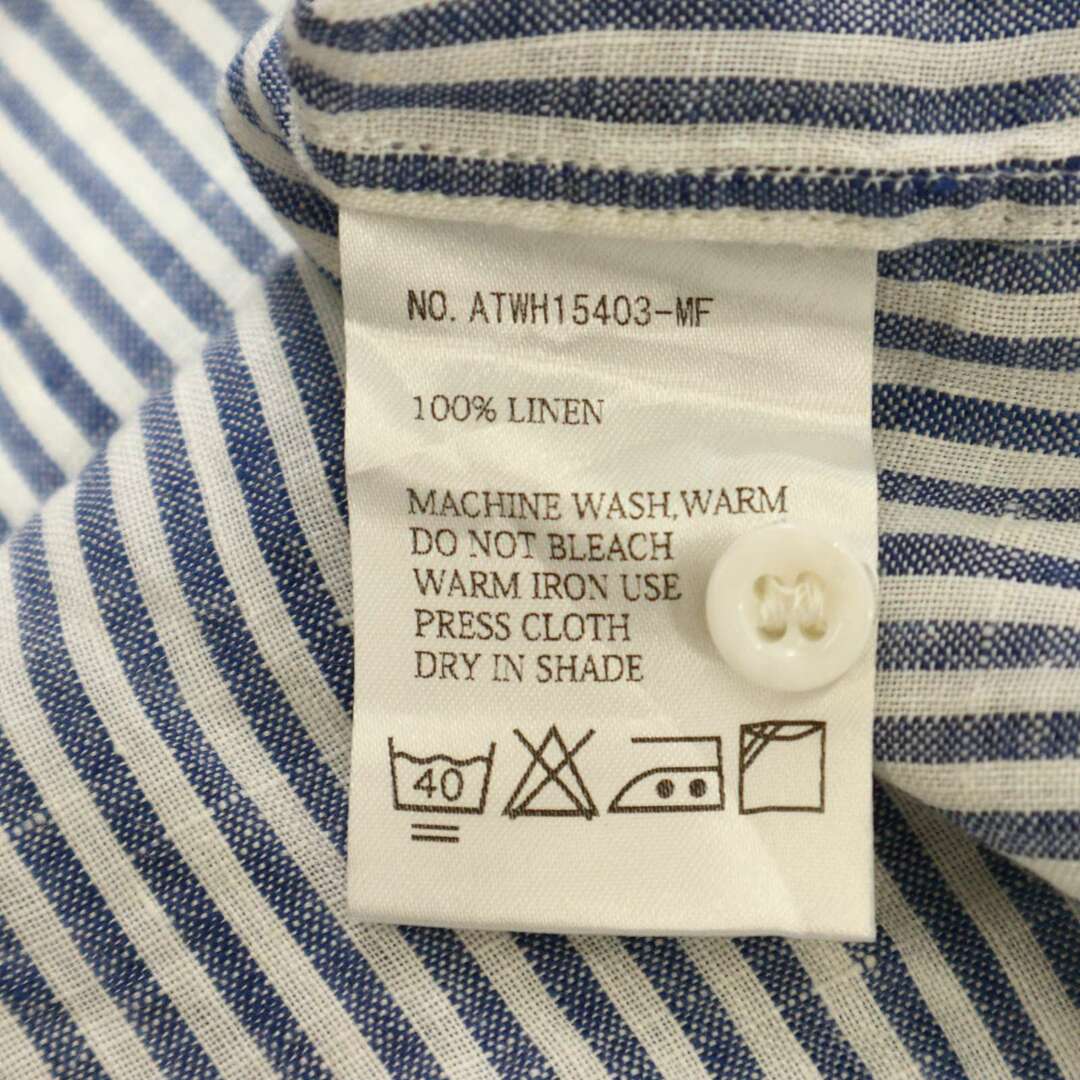 NO. ATWH15403-MF
100% LINEN
MACHINE WASH,WARM
DO NOT BLEACH
WARM IRON USE
PRESS CLOTH
DRY IN SHADE
40